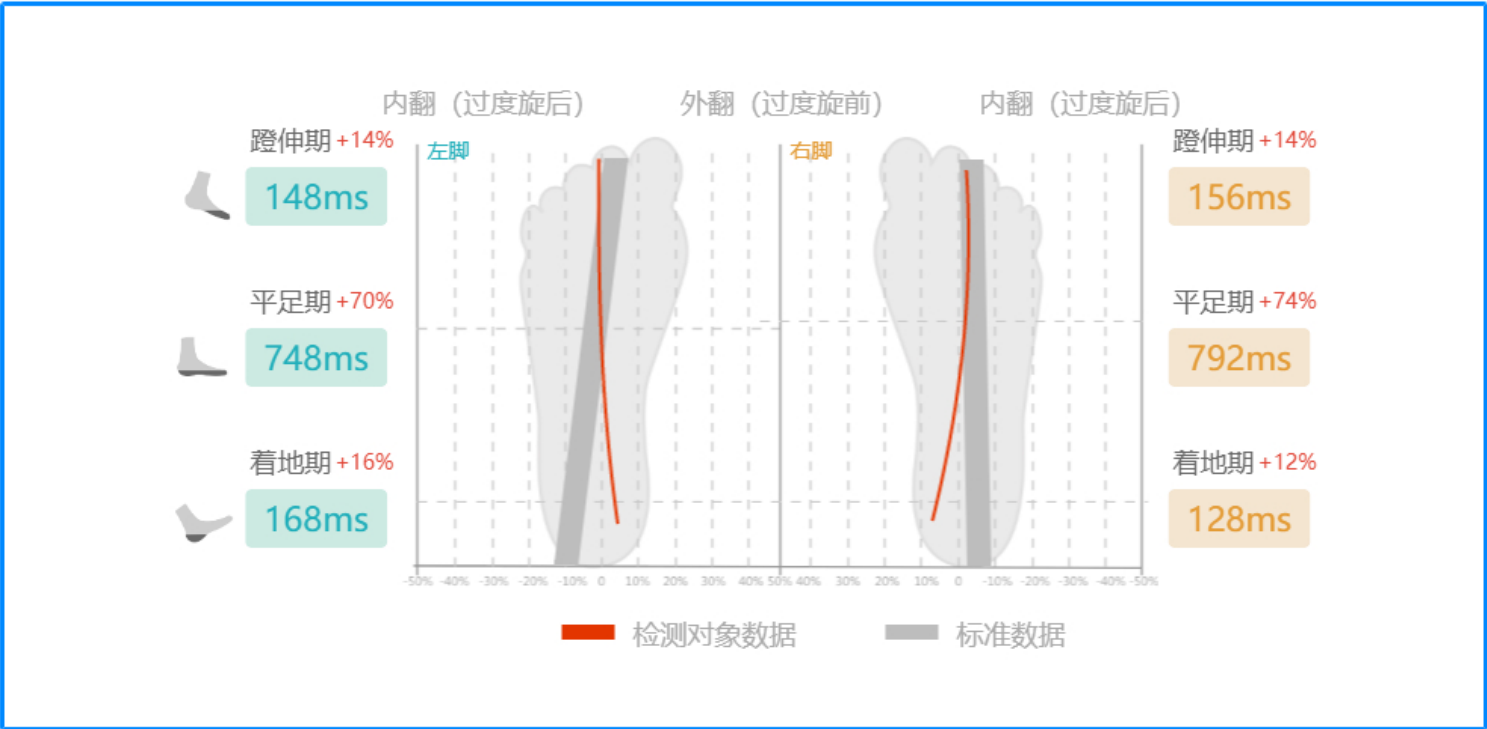 内翻（过度旋后） 外翻（过度旋前） 内翻（过度旋后）
蹬伸期 +14%
148ms
平足期 +70%
748ms
着地期 +16%
168ms
左脚 右脚
蹬伸期 +14%
156ms
平足期 +74%
792ms
着地期 +12%
128ms
-50% -40% -30% -20% -10% 0 10% 20% 30% 40% 50% 40% 30% 20% 10% 0 -10% -20% -30% -40% -50%
检测对象数据 标准数据